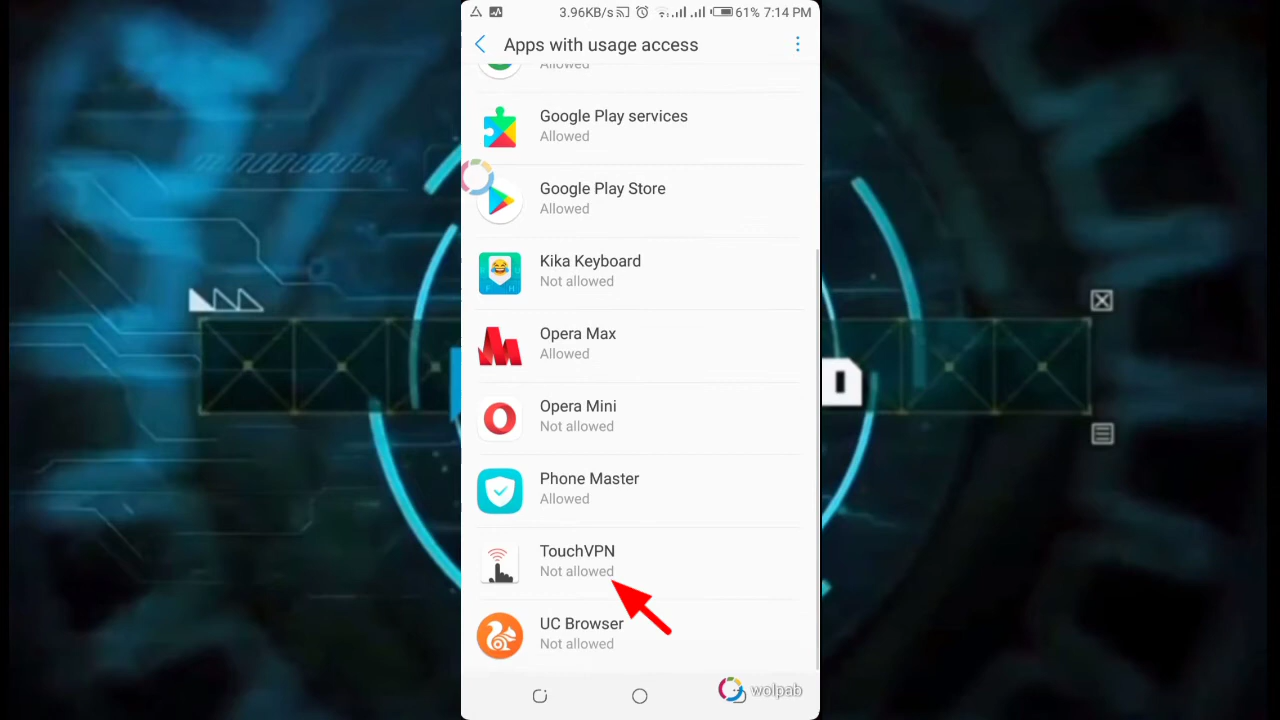 3.96KB/s 61% 7:14 PM
Apps with usage access
Allowed
Google Play services
Allowed
Google Play Store
Allowed
Kika Keyboard
Not allowed
Opera Max
Allowed
Opera Mini
Not allowed
Phone Master
Allowed
TouchVPN
Not allowed
UC Browser
Not allowed
wolpab